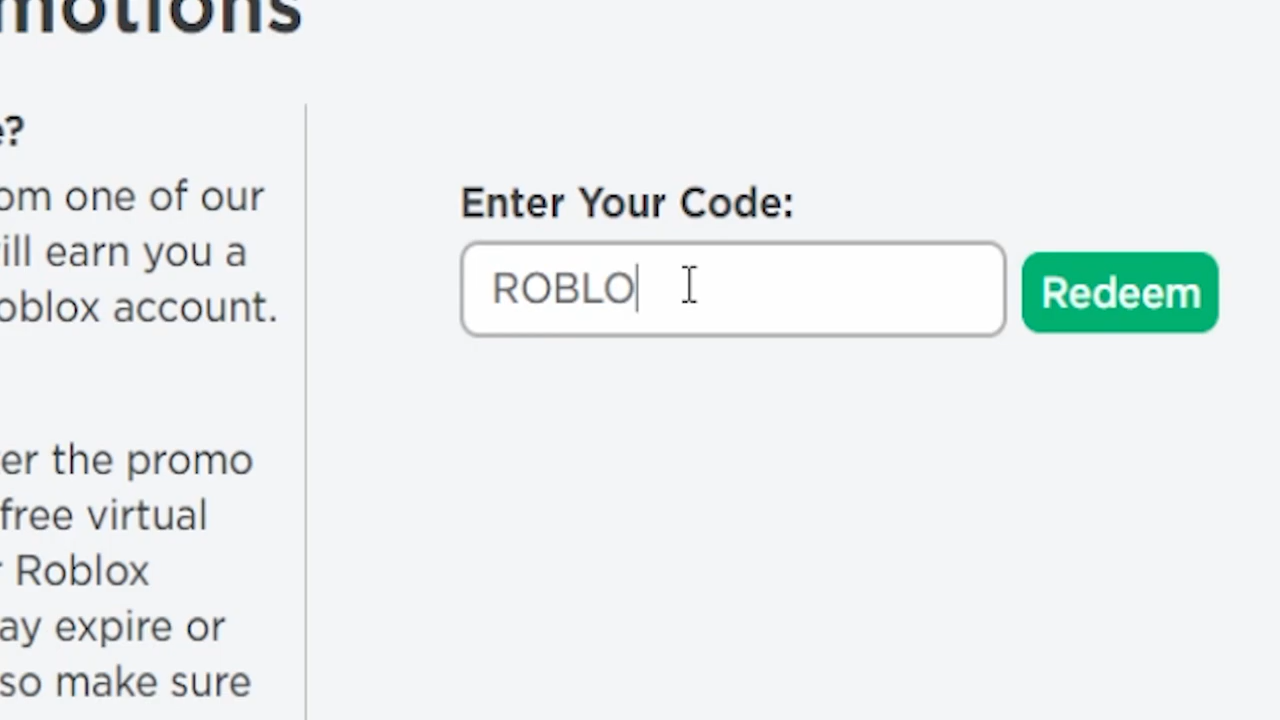 motions
e?
om one of our
ill earn you a
oblox account.
er the promo
free virtual
r Roblox
ay expire or
so make sure
Enter Your Code:
ROBLO
Redeem